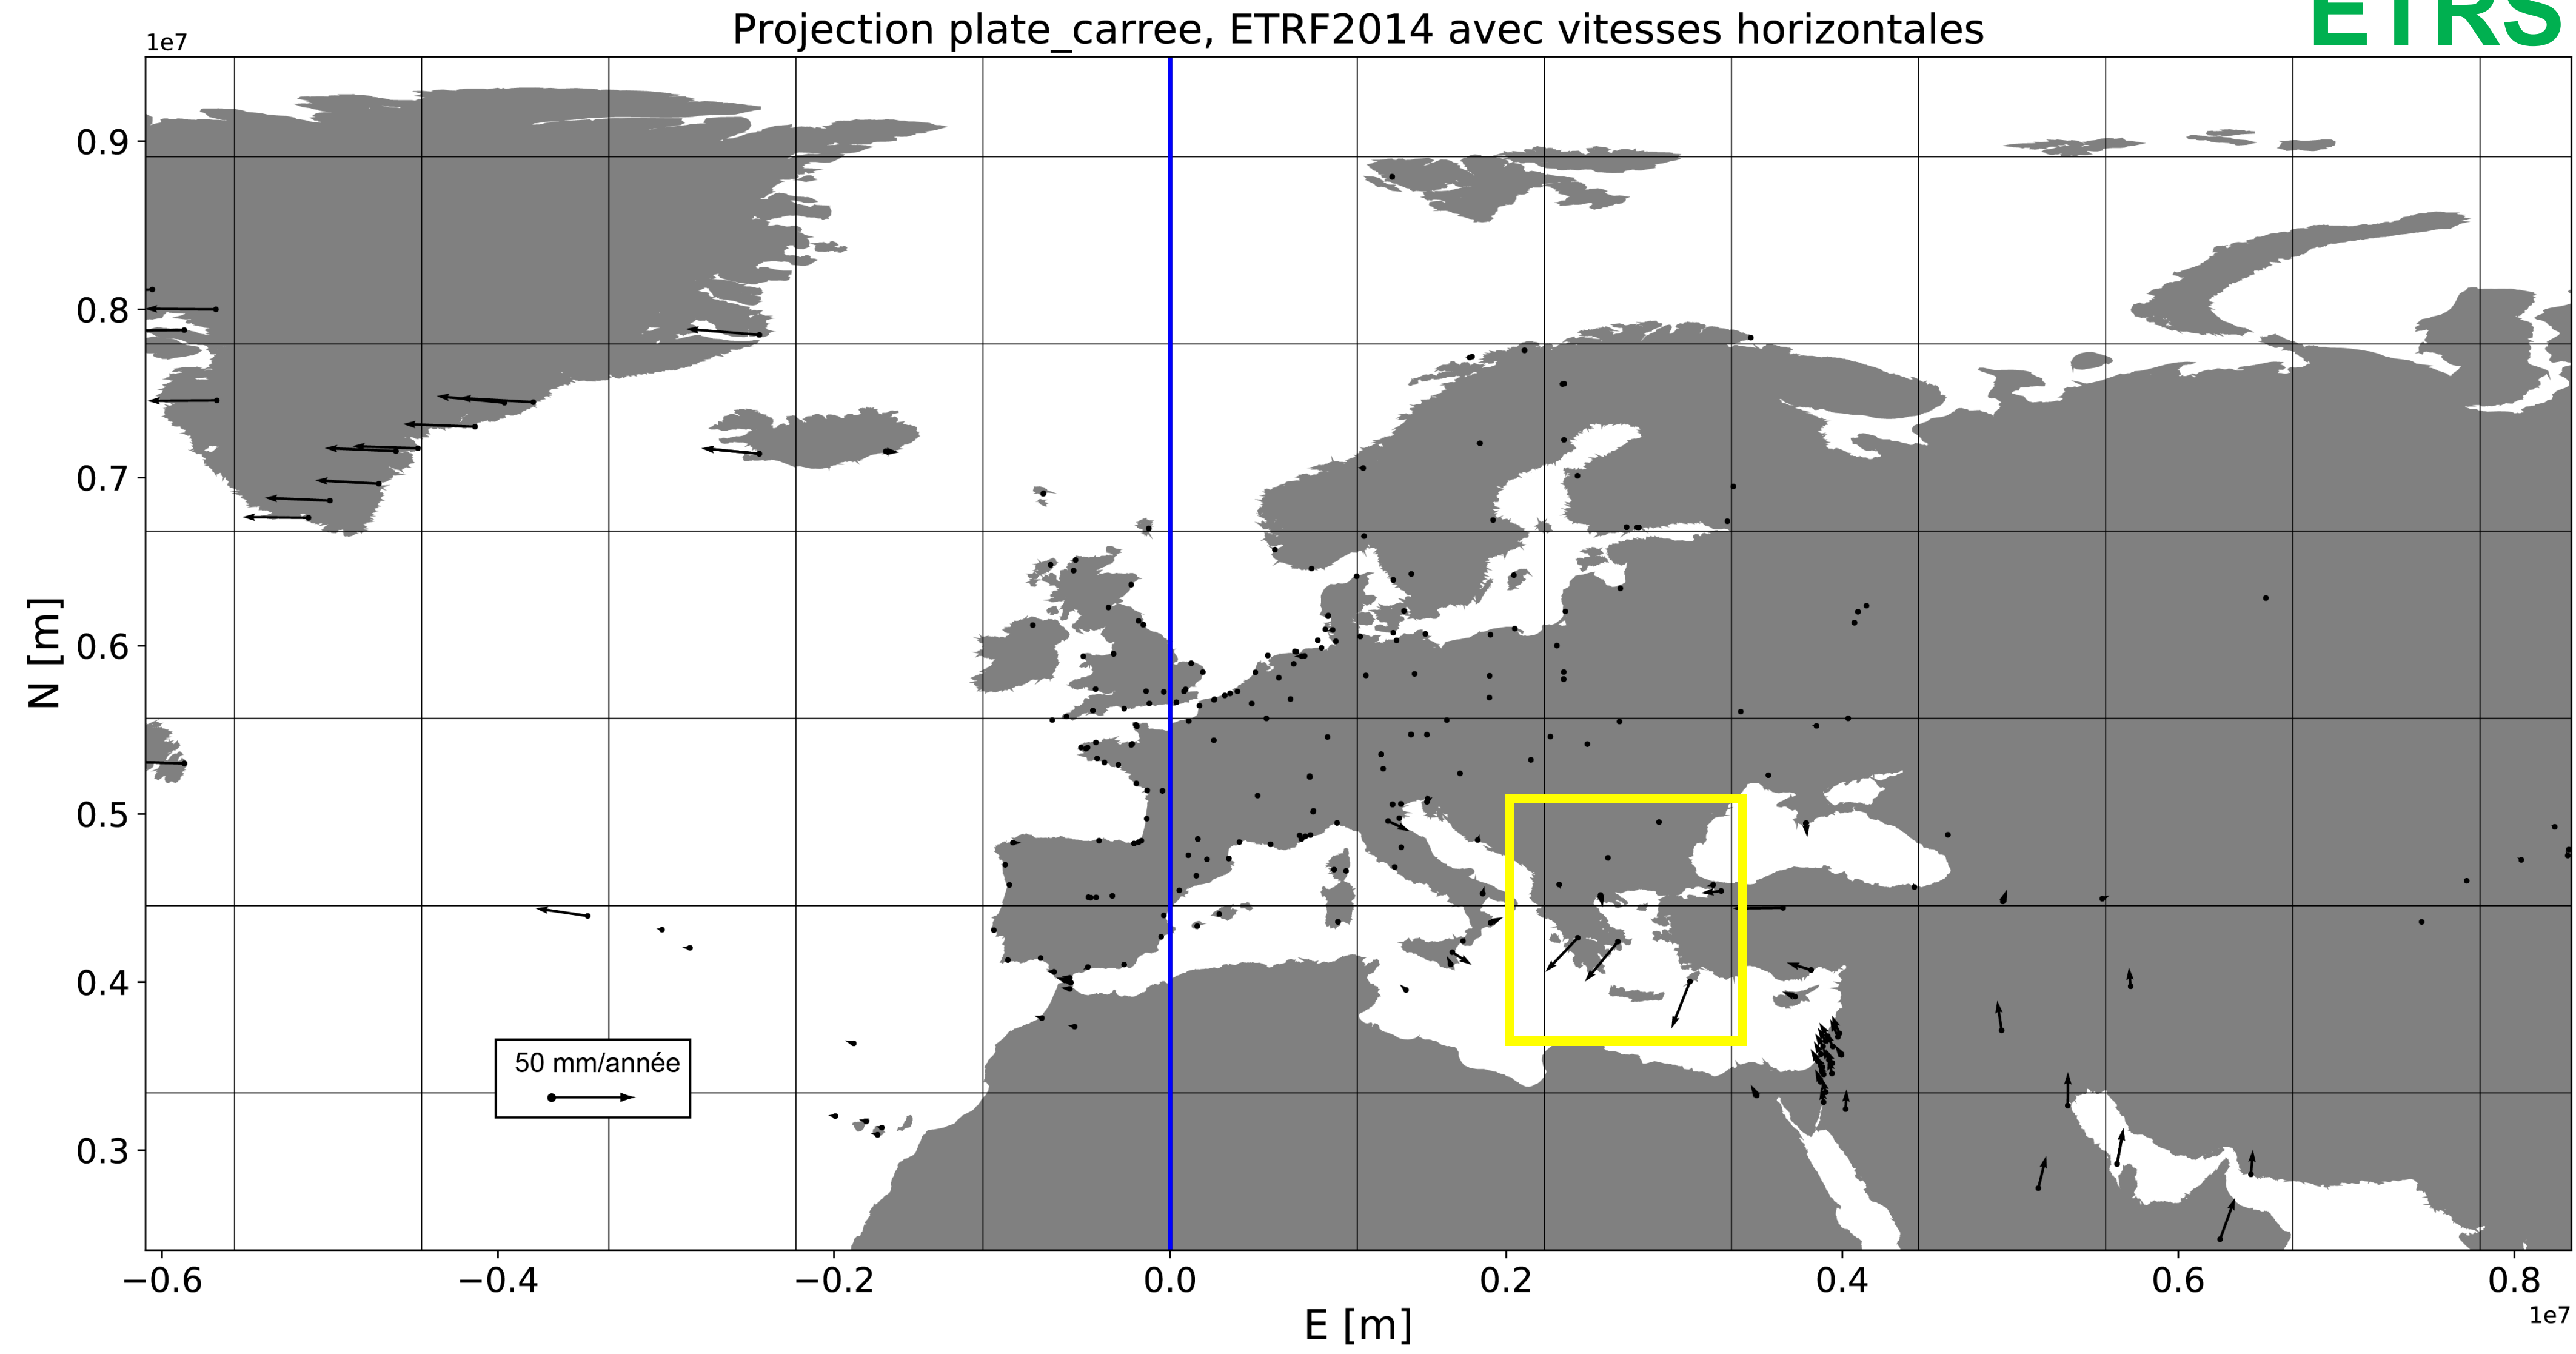 ETRS
Projection plate_carree, ETRF2014 avec vitesses horizontales
1e7
0.9
0.8
0.7
0.6
0.5
0.4
0.3
N [m]
50 mm/année
−0.6 −0.4 −0.2 0.0 0.2 0.4 0.6 0.8
1e7
E [m]